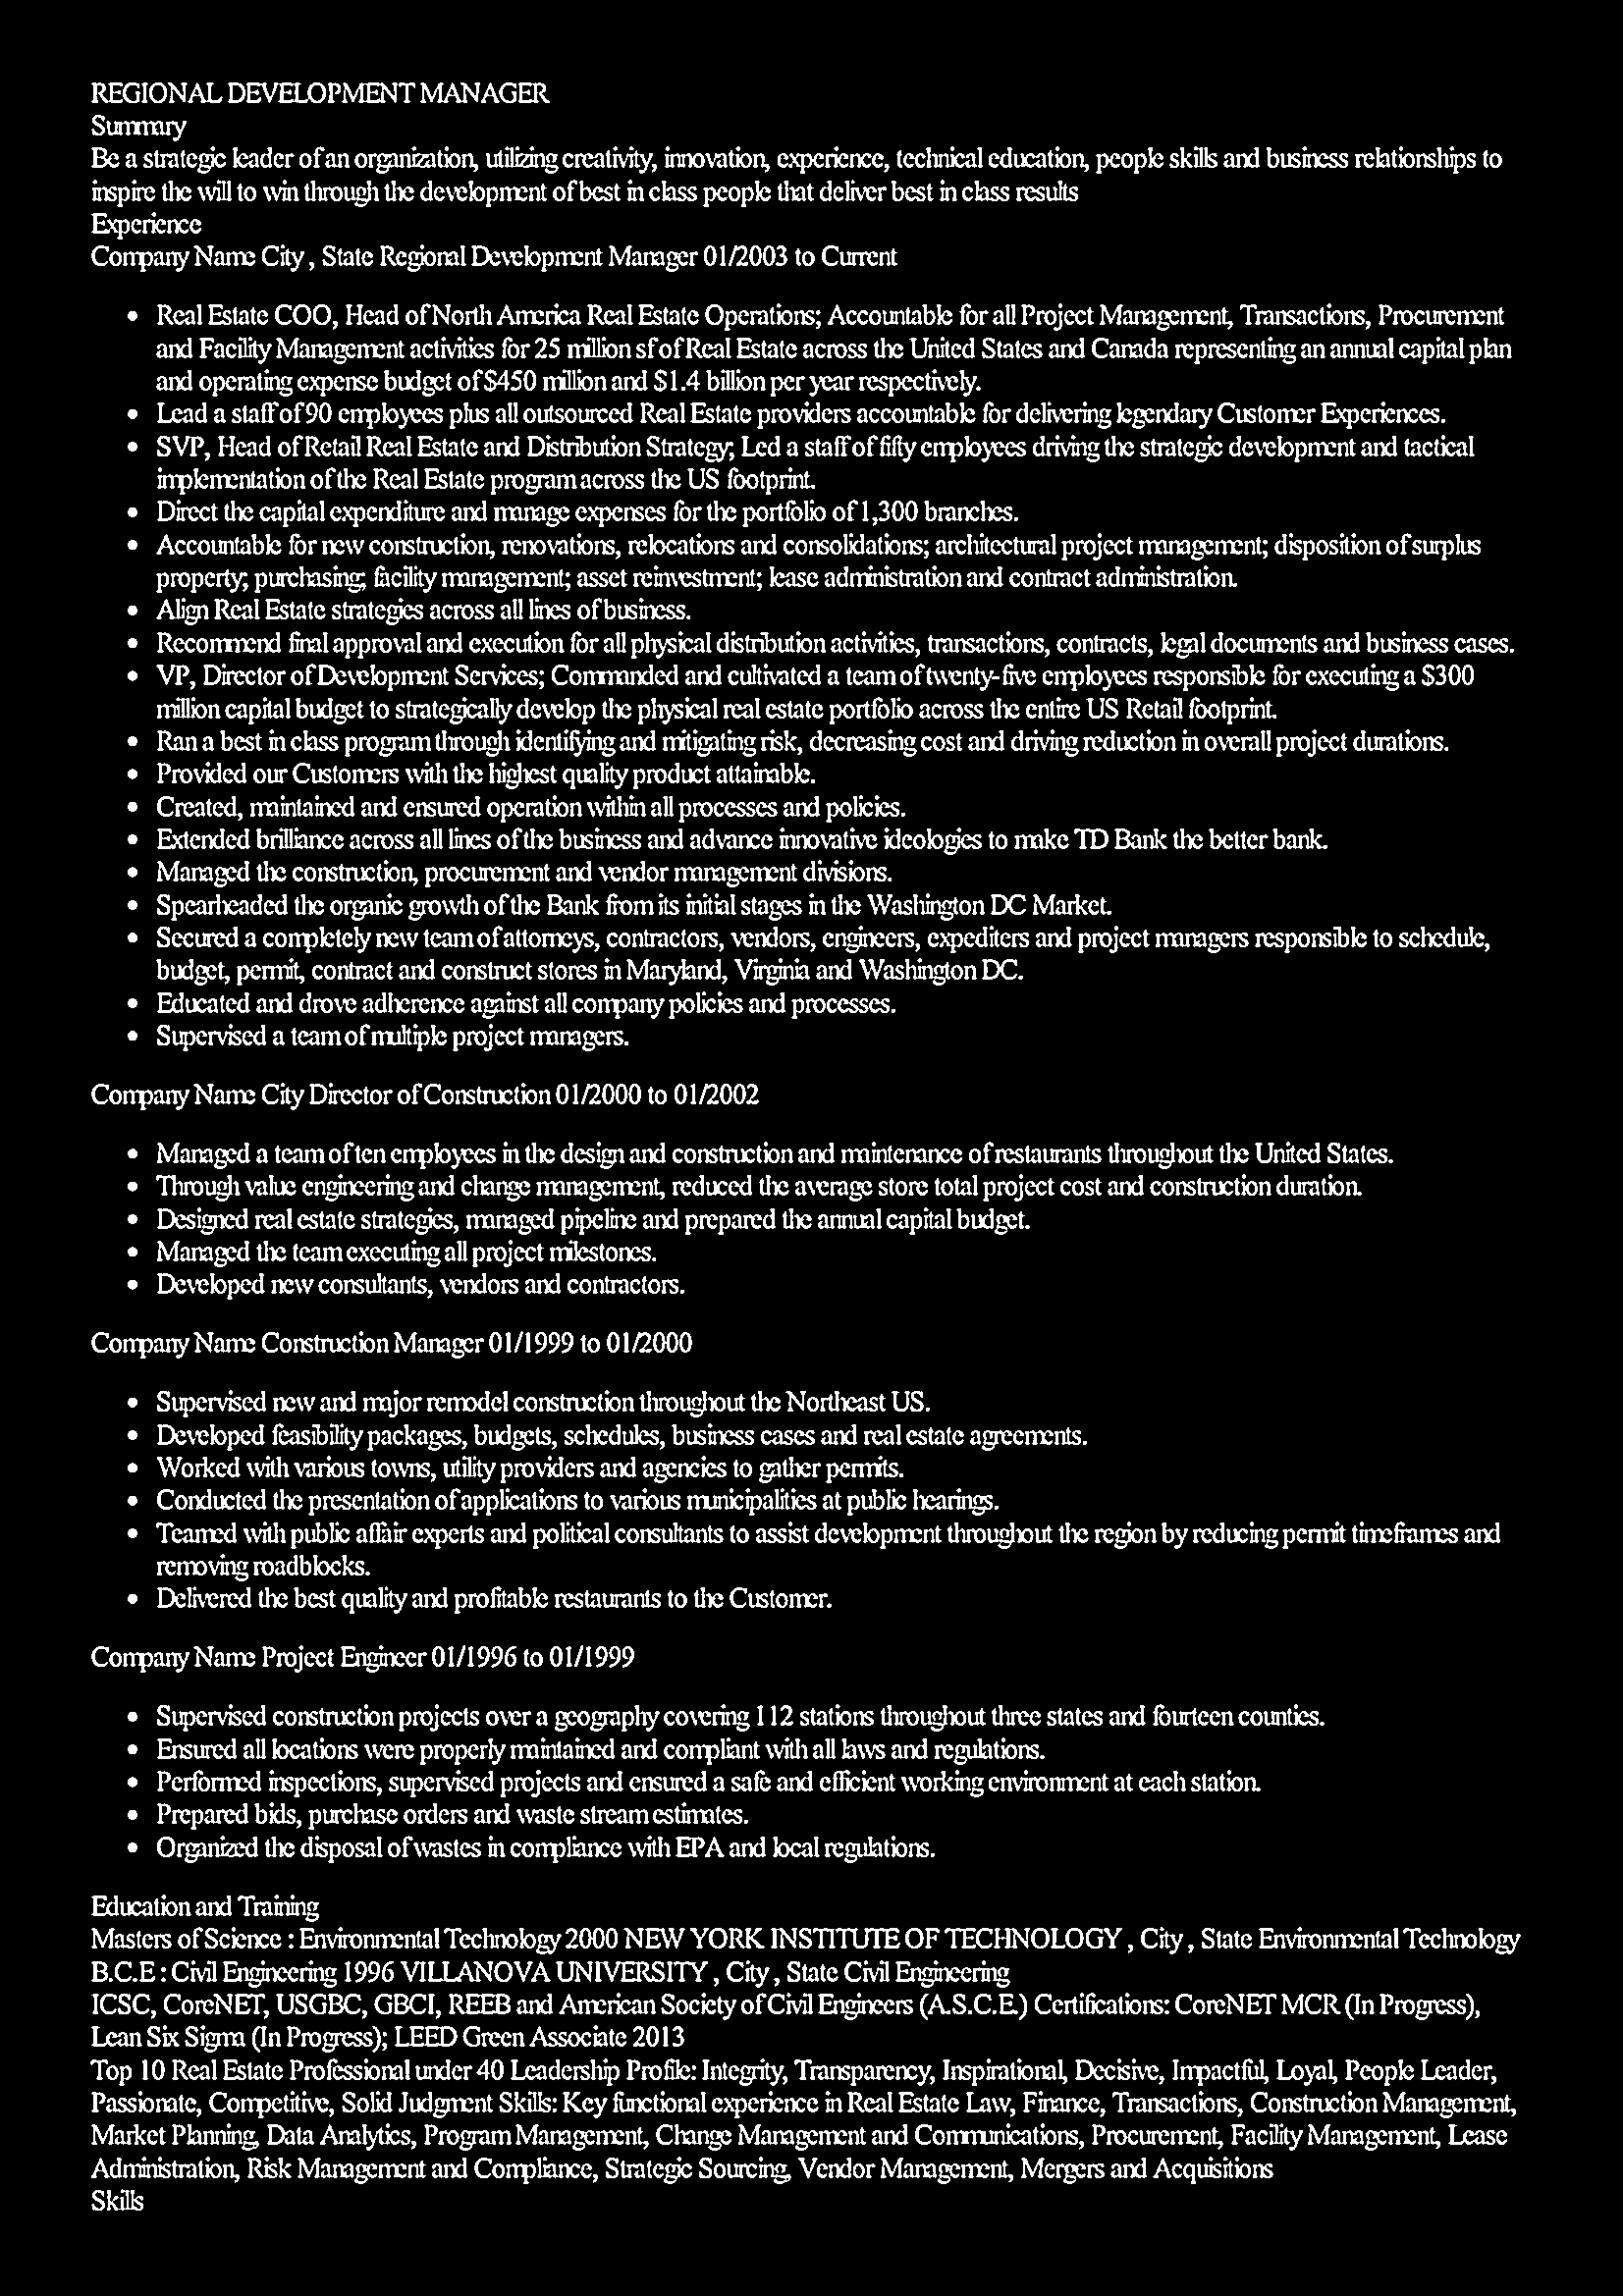 REGIONAL DEVELOPMENT MANAGER
Summary
Be a strategic leader of an organization, utilizing creativity, innovation, experience, technical education, people skills and business relationships to
inspire the will to win through the development of best in class people that deliver best in class results
Experience
Company Name City , State Regional Development Manager 01/2003 to Current
• Real Estate COO, Head of North America Real Estate Operations; Accountable for all Project Management, Transactions, Procurement
and Facility Management activities for 25 million sf of Real Estate across the United States and Canada representing an annual capital plan
and operating expense budget of $450 million and $1.4 billion per year respectively.
• Lead a staff of 90 employees plus all outsourced Real Estate providers accountable for delivering legendary Customer Experiences.
• SVP, Head of Retail Real Estate and Distribution Strategy; Led a staff of fifty employees driving the strategic development and tactical
implementation of the Real Estate program across the US footprint.
• Direct the capital expenditure and manage expenses for the portfolio of 1,300 branches.
• Accountable for new construction, renovations, relocations and consolidations; architectural project management; disposition of surplus
property; purchasing; facility management; asset reinvestment; lease administration and contract administration.
• Align Real Estate strategies across all lines of business.
• Recommend final approval and execution for all physical distribution activities, transactions, contracts, legal documents and business cases.
• VP, Director of Development Services; Commanded and cultivated a team of twenty-five employees responsible for executing a $300
million capital budget to strategically develop the physical real estate portfolio across the entire US Retail footprint.
• Ran a best in class program through identifying and mitigating risk, decreasing cost and driving reduction in overall project durations.
• Provided our Customers with the highest quality product attainable.
• Created, maintained and ensured operation within all processes and policies.
• Extended brilliance across all lines of the business and advance innovative ideologies to make TD Bank the better bank.
• Managed the construction, procurement and vendor management divisions.
• Spearheaded the organic growth of the Bank from its initial stages in the Washington DC Market.
• Secured a completely new team of attorneys, contractors, vendors, engineers, expediters and project managers responsible to schedule,
budget, permit, contract and construct stores in Maryland, Virginia and Washington DC.
• Educated and drove adherence against all company policies and processes.
• Supervised a team of multiple project managers.
Company Name City Director of Construction 01/2000 to 01/2002
• Managed a team of ten employees in the design and construction and maintenance of restaurants throughout the United States.
• Through value engineering and change management, reduced the average store total project cost and construction duration.
• Designed real estate strategies, managed pipeline and prepared the annual capital budget.
• Managed the team executing all project milestones.
• Developed new consultants, vendors and contractors.
Company Name Construction Manager 01/1999 to 01/2000
• Supervised new and major remodel construction throughout the Northeast US.
• Developed feasibility packages, budgets, schedules, business cases and real estate agreements.
• Worked with various towns, utility providers and agencies to gather permits.
• Conducted the presentation of applications to various municipalities at public hearings.
• Teamed with public affair experts and political consultants to assist development throughout the region by reducing permit timeframes and
removing roadblocks.
• Delivered the best quality and profitable restaurants to the Customer.
Company Name Project Engineer 01/1996 to 01/1999
• Supervised construction projects over a geography covering 112 stations throughout three states and fourteen counties.
• Ensured all locations were properly maintained and compliant with all laws and regulations.
• Performed inspections, supervised projects and ensured a safe and efficient working environment at each station.
• Prepared bids, purchase orders and waste stream estimates.
• Organized the disposal of wastes in compliance with EPA and local regulations.
Education and Training
Masters of Science : Environmental Technology 2000 NEW YORK INSTITUTE OF TECHNOLOGY , City , State Environmental Technology
B.C.E : Civil Engineering 1996 VILLANOVA UNIVERSITY , City , State Civil Engineering
ICSC, CoreNET, USGBC, GBCI, REEB and American Society of Civil Engineers (A.S.C.E.) Certifications: CoreNET MCR (In Progress),
Lean Six Sigma (In Progress); LEED Green Associate 2013
Top 10 Real Estate Professional under 40 Leadership Profile: Integrity, Transparency, Inspirational, Decisive, Impactful, Loyal, People Leader,
Passionate, Competitive, Solid Judgment Skills: Key functional experience in Real Estate Law, Finance, Transactions, Construction Management,
Market Planning, Data Analytics, Program Management, Change Management and Communications, Procurement, Facility Management, Lease
Administration, Risk Management and Compliance, Strategic Sourcing, Vendor Management, Mergers and Acquisitions
Skills